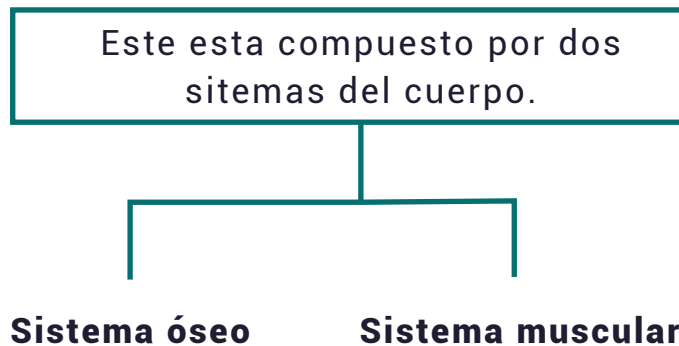 Este esta compuesto por dos
sitemas del cuerpo.
Sistema óseo
Sistema muscular